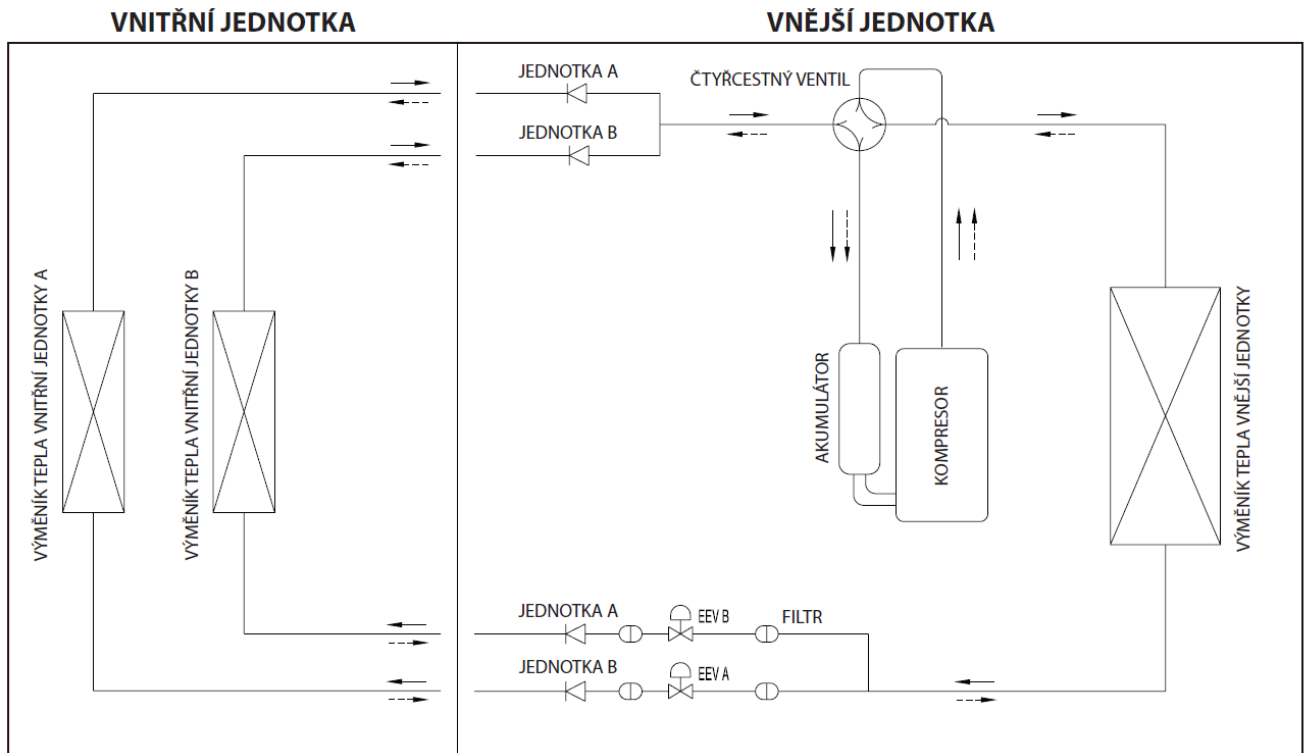 VNITŘNÍ JEDNOTKA
VNĚJŠÍ JEDNOTKA
JEDNOTKA A
ČTYŘCESTNÝ VENTIL
JEDNOTKA B
VÝMĚNÍK TEPLA VNITŘNÍ JEDNOTKY A
VÝMĚNÍK TEPLA VNITŘNÍ JEDNOTKY B
AKUMULÁTOR
KOMPRESOR
VÝMĚNÍK TEPLA VNĚJŠÍ JEDNOTKY
JEDNOTKA A
EEV B
FILTR
JEDNOTKA B
EEV A